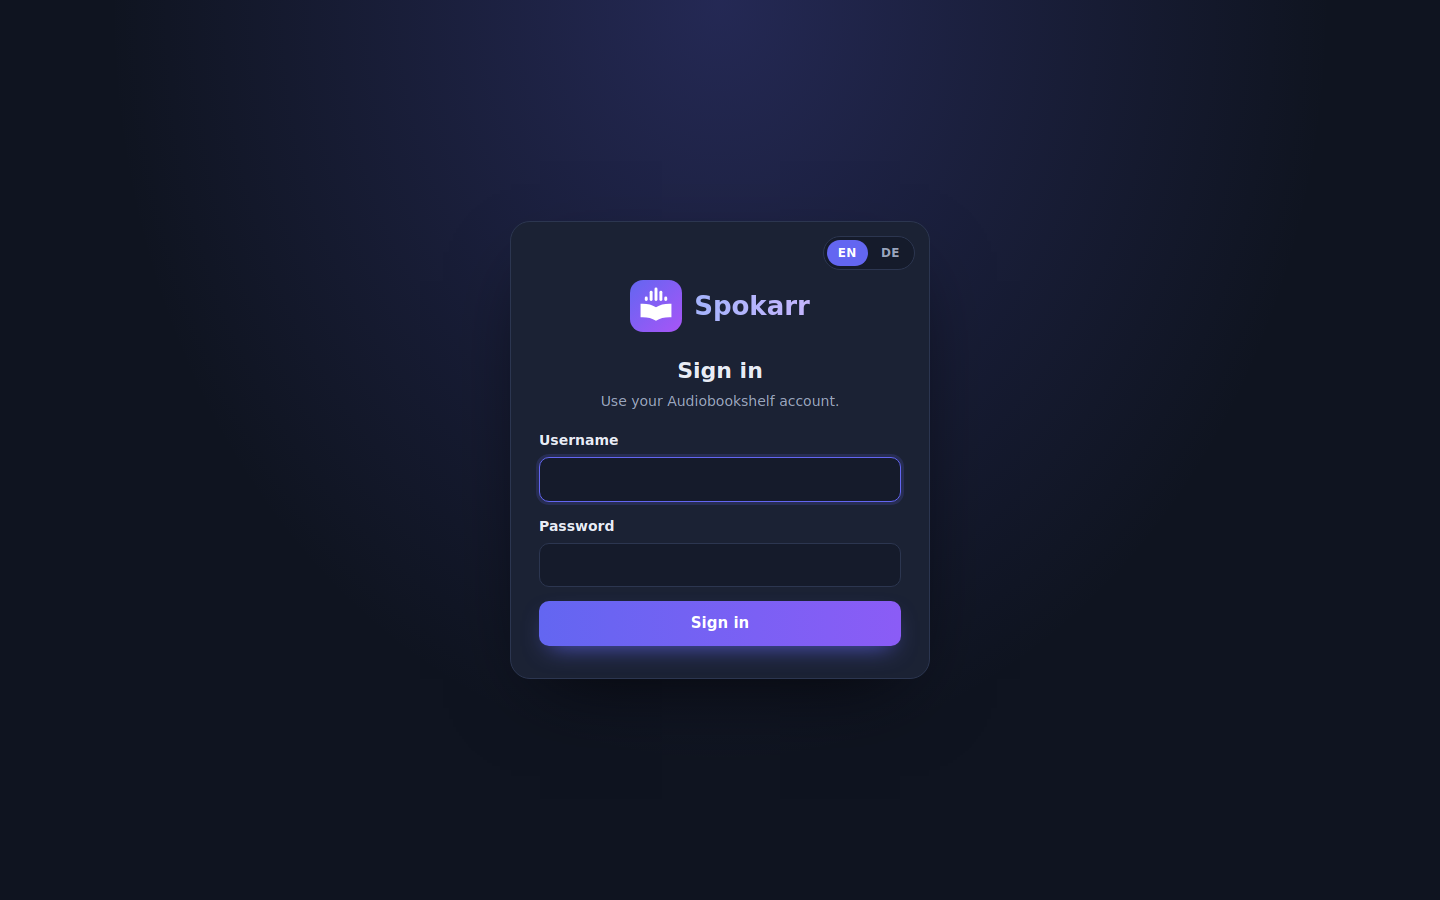 EN DE
Spokarr
Sign in
Use your Audiobookshelf account.
Username
Password
Sign in